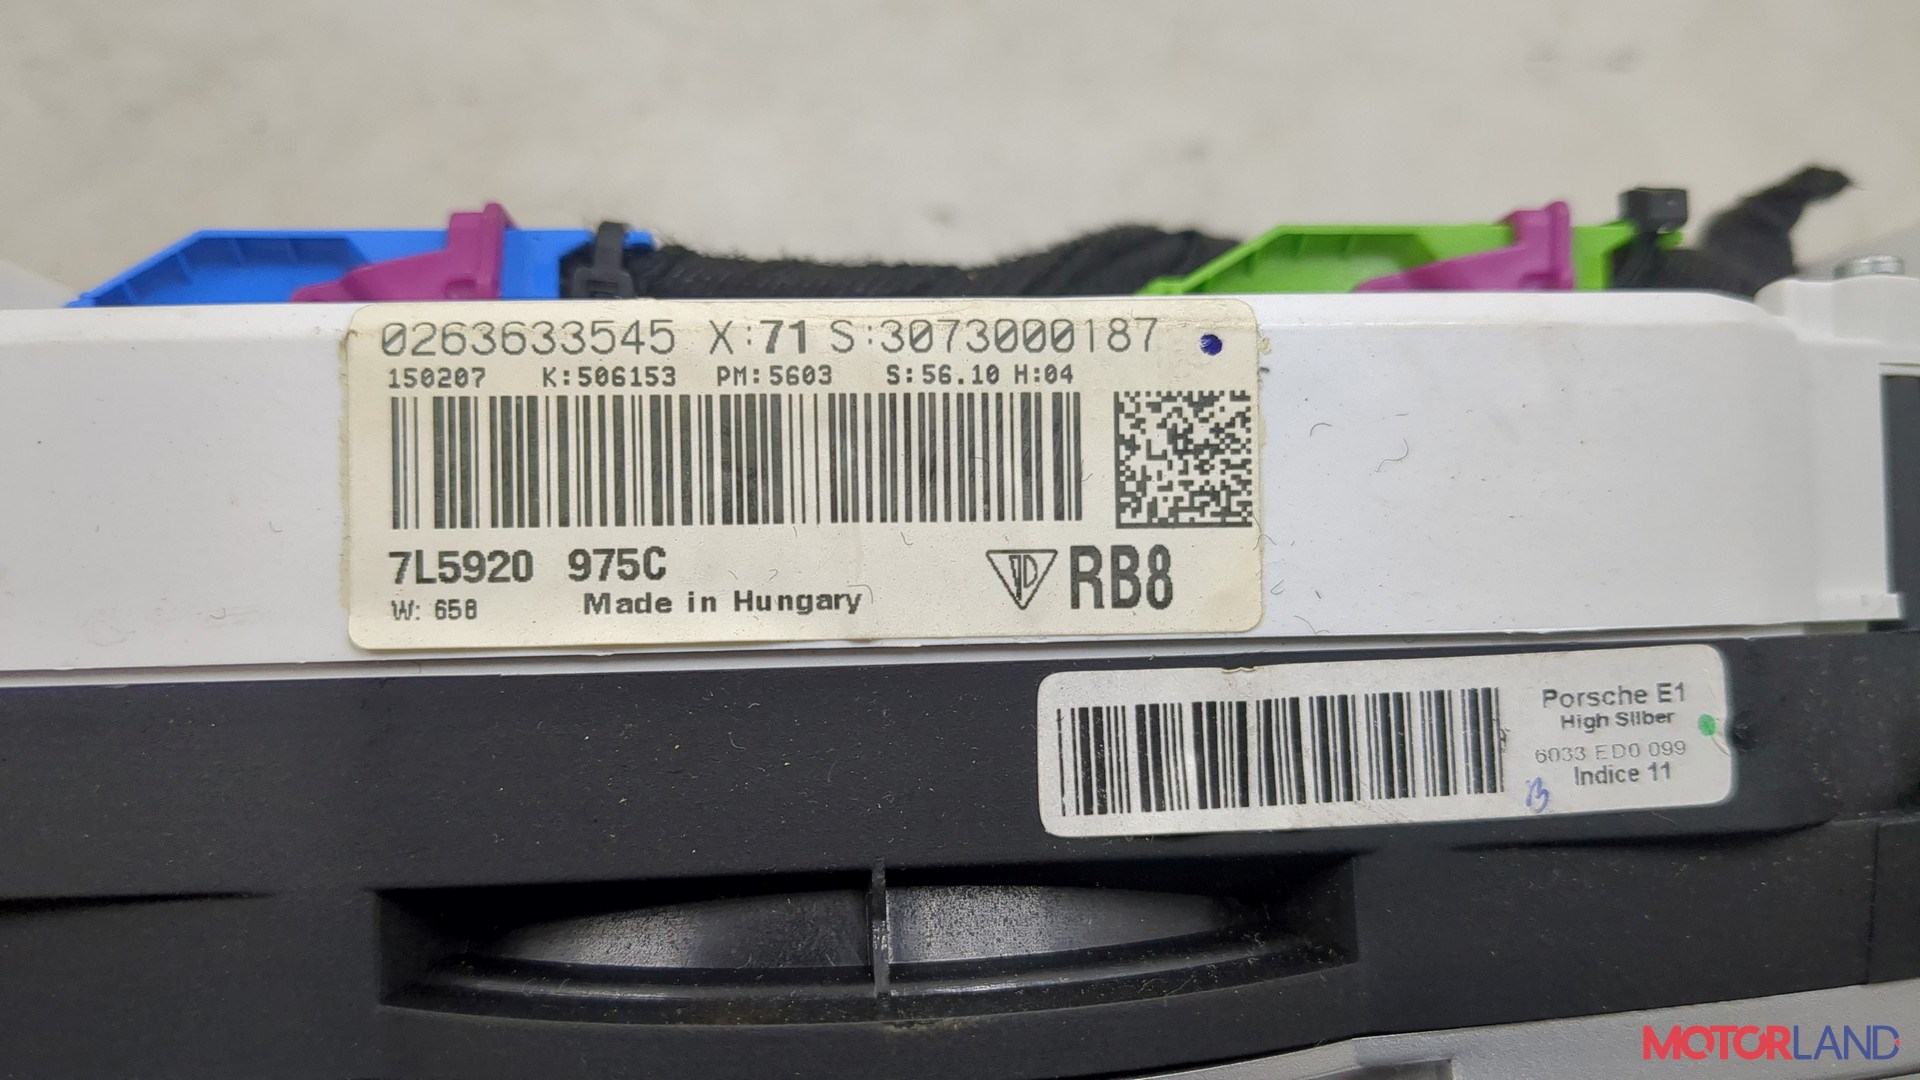 0263633545 X:71 S:3073000187
150207 K:506153 PM:5603 S:56.10 H:04
7L5920 975C
RB8
W: 658 Made in Hungary
Porsche E1
High Silber
6033 ED0 099
Indice 11
MOTORLAND